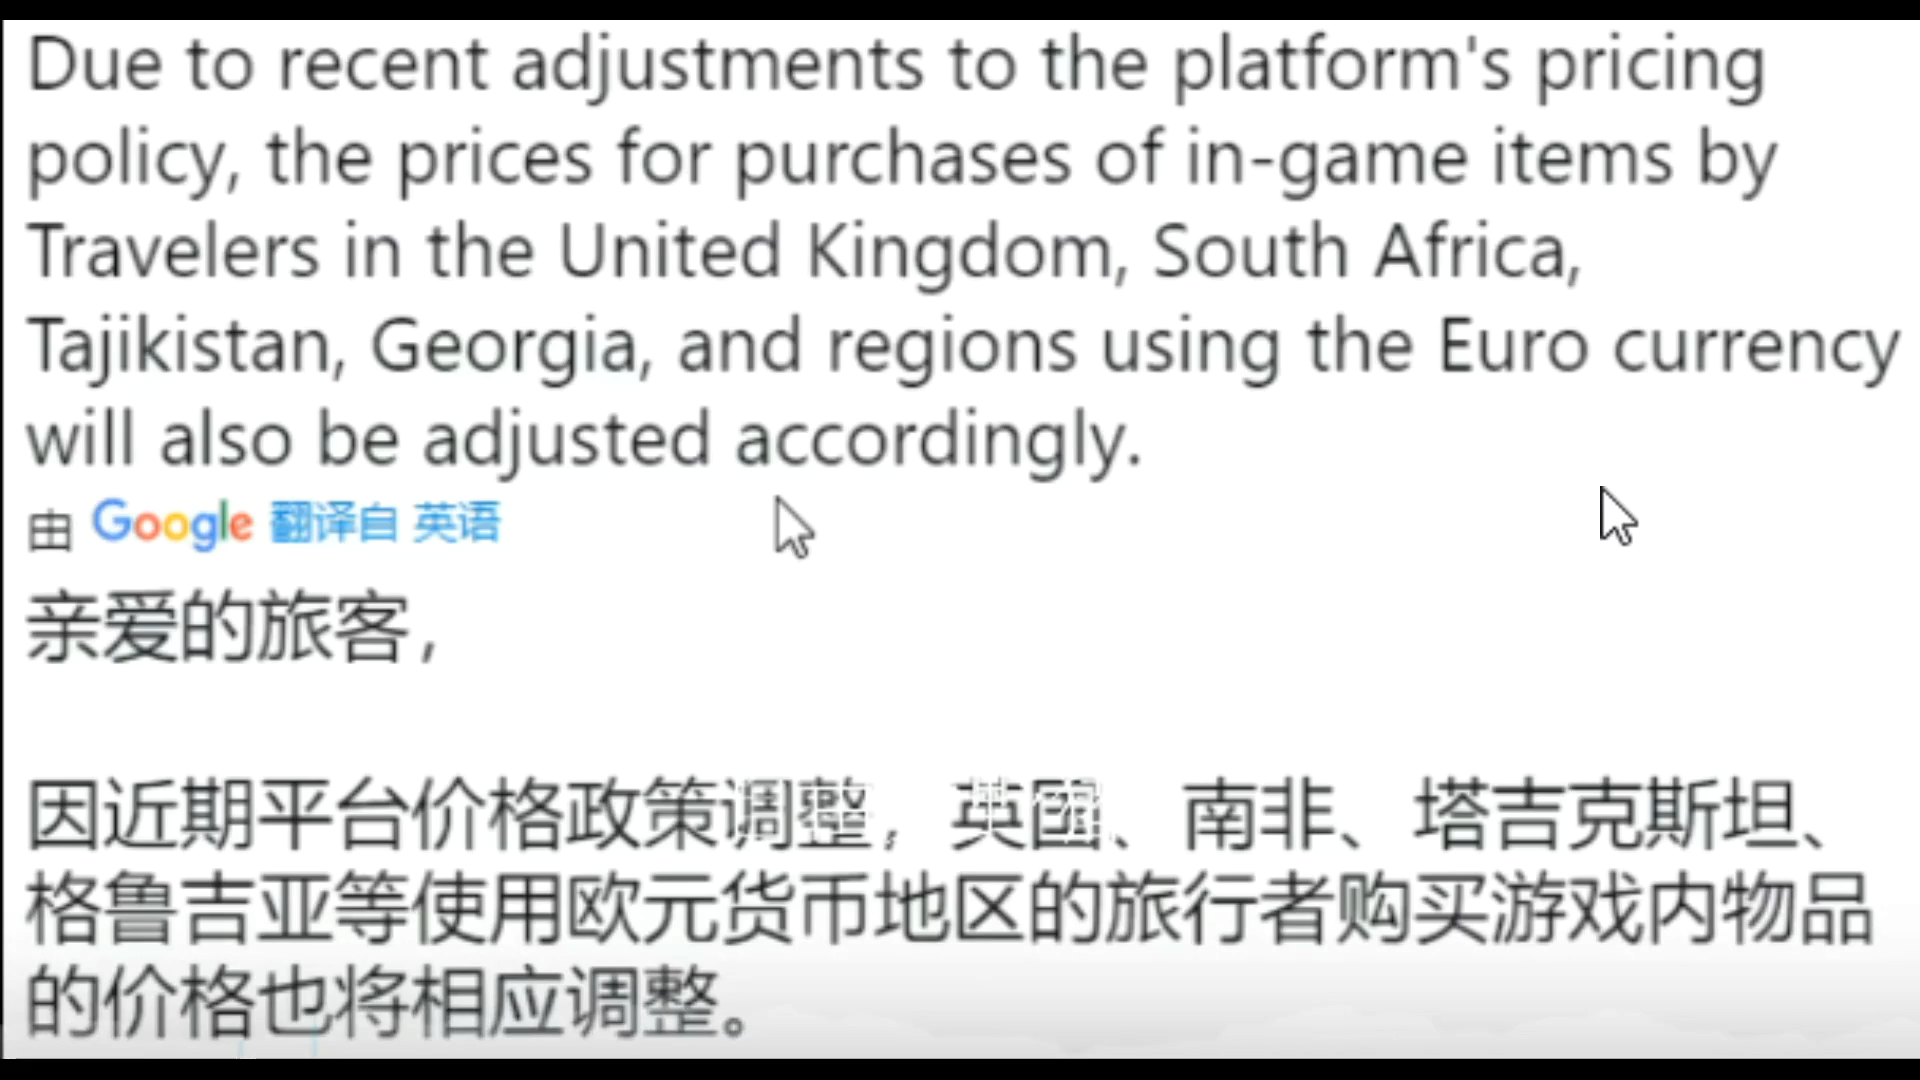 Due to recent adjustments to the platform's pricing
policy, the prices for purchases of in-game items by
Travelers in the United Kingdom, South Africa,
Tajikistan, Georgia, and regions using the Euro currency
will also be adjusted accordingly.
由 Google 翻译自 英语
亲爱的旅客，
因近期平台价格政策调整，英国、南非、塔吉克斯坦、
格鲁吉亚等使用欧元货币地区的旅行者购买游戏内物品
的价格也将相应调整。